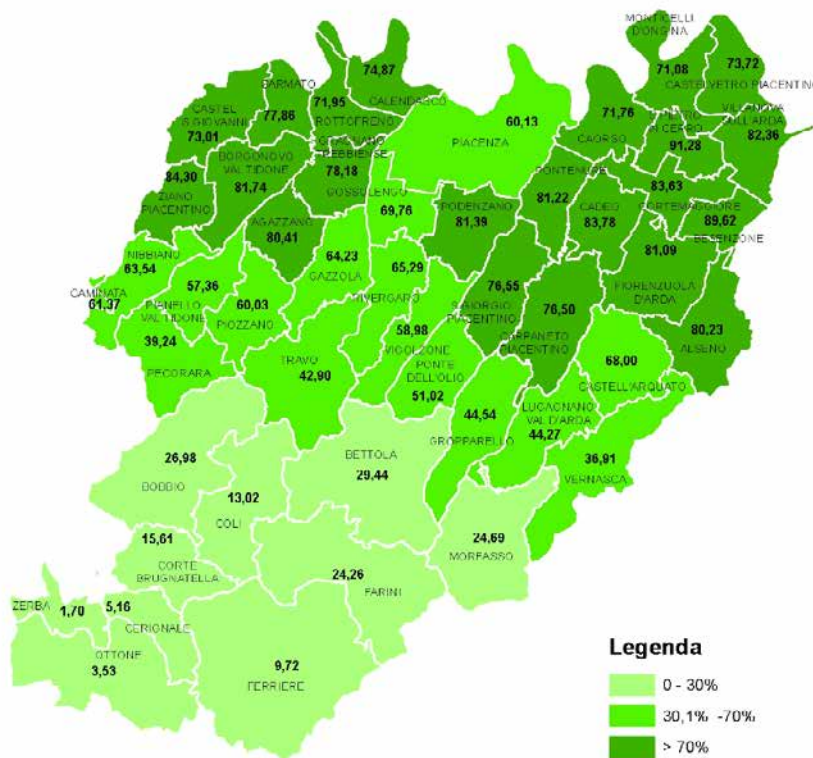 MONTICELLI
D'ONGINA
74,87
73,72
71,08
CASTELVETRO PIACENTINO
SARMATO
71,95
CALENDASCO
CASTEL
S.GIOVANNI
77,86
ROTTOFRENO
71,76
S.PIETRO
IN CERRO
VILLANOVA
SULL'ARDA
60,13
73,01
GRAGNANO
TREBBIENSE
PIACENZA
CAORSO
91,28
82,36
BORGONOVO
VALTIDONE
84,30
78,18
PONTENURE
83,63
ZIANO
PIACENTINO
81,74
GOSSOLENGO
81,22
CADEO
CORTEMAGGIORE
69,76
PODENZANO
83,78
89,62
AGAZZANO
81,39
BESENZONE
80,41
NIBBIANO
63,54
64,23
81,09
GAZZOLA
65,29
76,55
FIORENZUOLA
D'ARDA
CAMINATA
61,37
57,36
PIANELLO
VALTIDONE
60,03
PIOZZANO
RIVERGARO
S.GIORGIO
PIACENTINO
76,50
CARPANETO
PIACENTINO
80,23
39,24
58,98
ALSENO
TRAVO
VIGOLZONE
68,00
PECORARA
42,90
PONTE
DELL'OLIO
CASTELL'ARQUATO
51,02
44,54
LUGAGNANO
VAL D'ARDA
GROPPARELLO
44,27
BETTOLA
36,91
26,98
29,44
VERNASCA
BOBBIO
13,02
COLI
15,61
24,69
CORTE
BRUGNATELLA
MORFASSO
24,26
FARINI
ZERBA
1,70
5,16
CERIGNALE
OTTONE
3,53
9,72
FERRIERE
Legenda
0 - 30%
30,1% -70%
> 70%